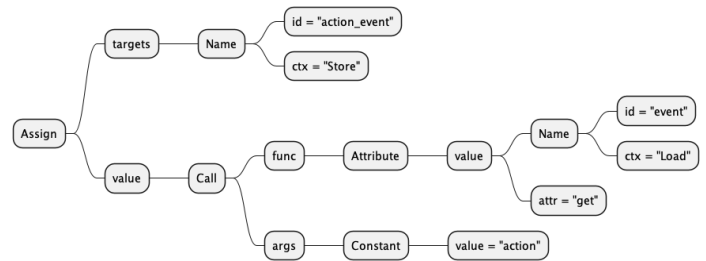 Assign
targets
Name
id = "action_event"
ctx = "Store"
value
Call
func
Attribute
value
Name
id = "event"
ctx = "Load"
attr = "get"
args
Constant
value = "action"